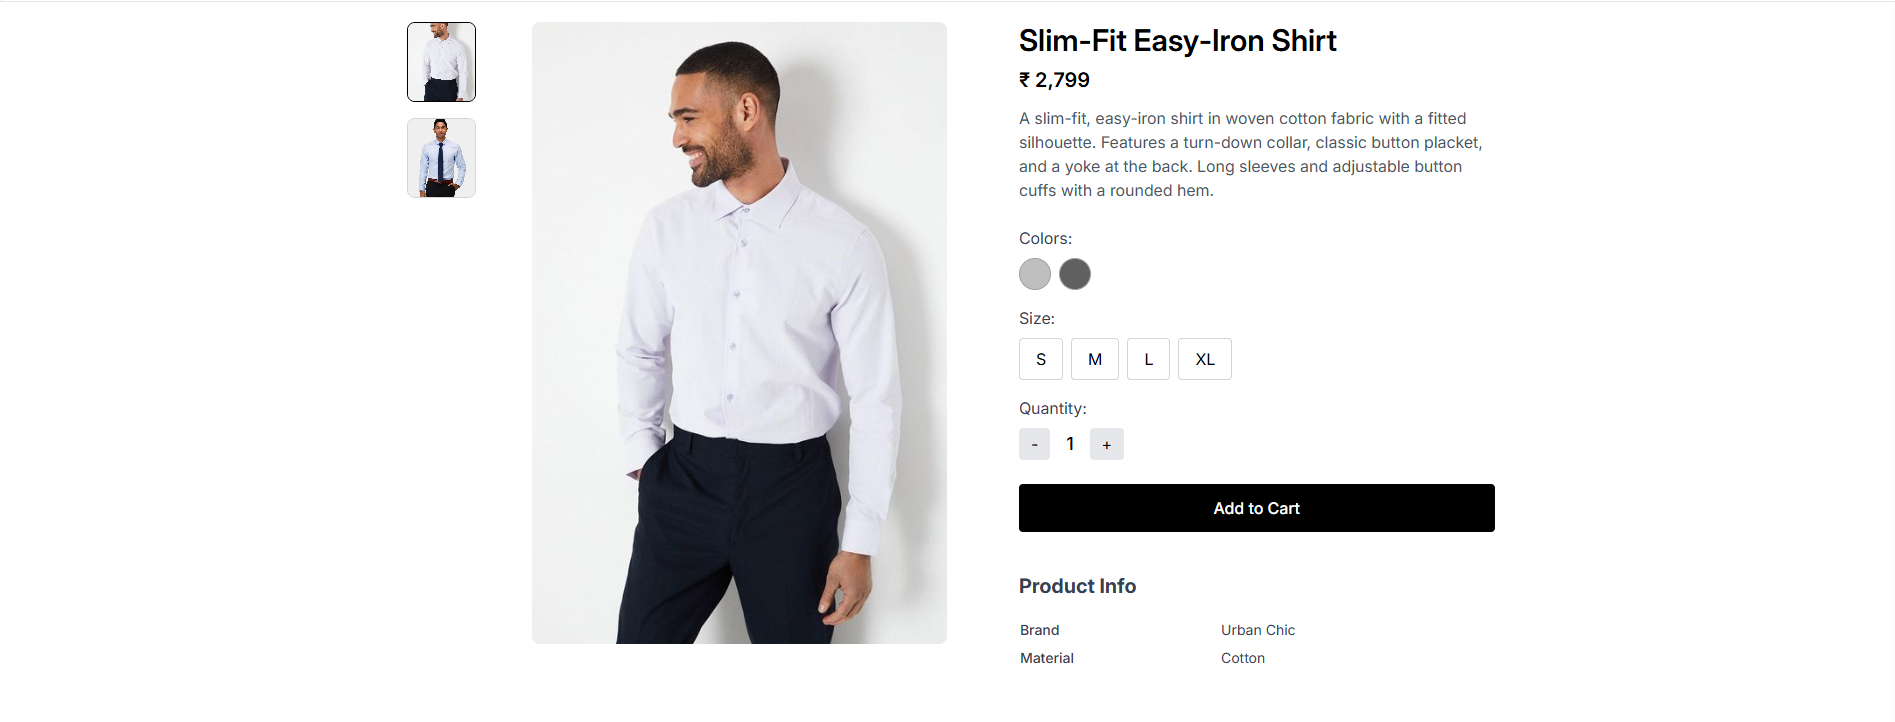 Slim-Fit Easy-Iron Shirt
₹ 2,799
A slim-fit, easy-iron shirt in woven cotton fabric with a fitted
silhouette. Features a turn-down collar, classic button placket,
and a yoke at the back. Long sleeves and adjustable button
cuffs with a rounded hem.
Colors:
Size:
S M L XL
Quantity:
- 1 +
Add to Cart
Product Info
Brand Urban Chic
Material Cotton